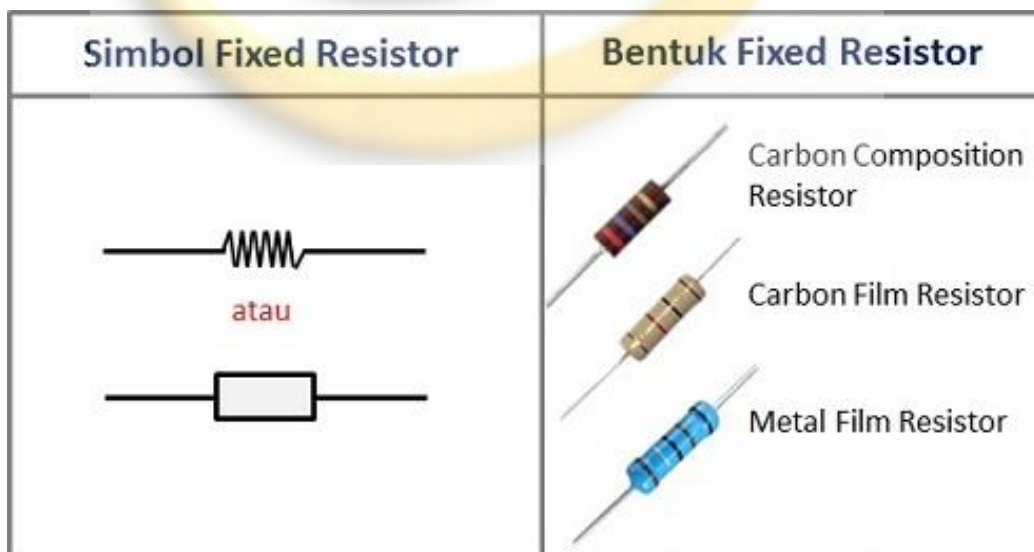 Simbol Fixed Resistor
Bentuk Fixed Resistor
atau
Carbon Composition
Resistor
Carbon Film Resistor
Metal Film Resistor